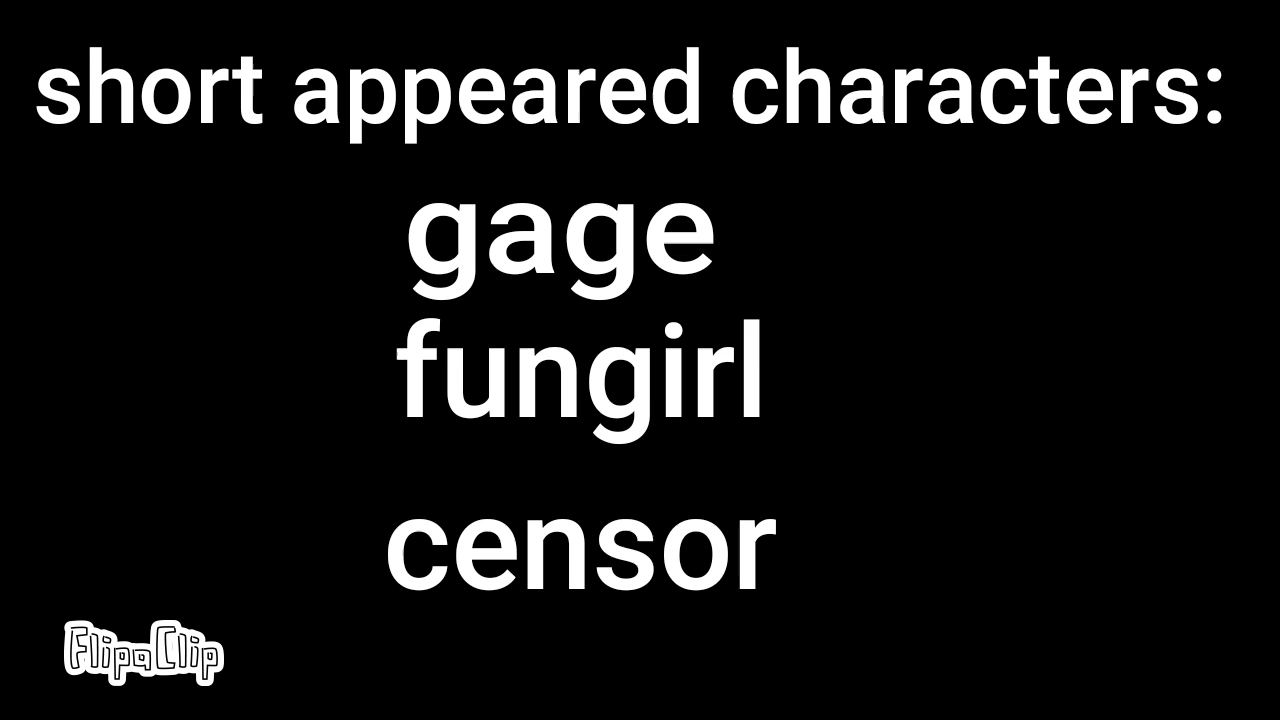 short appeared characters:
gage
fungirl
censor
FlipaClip